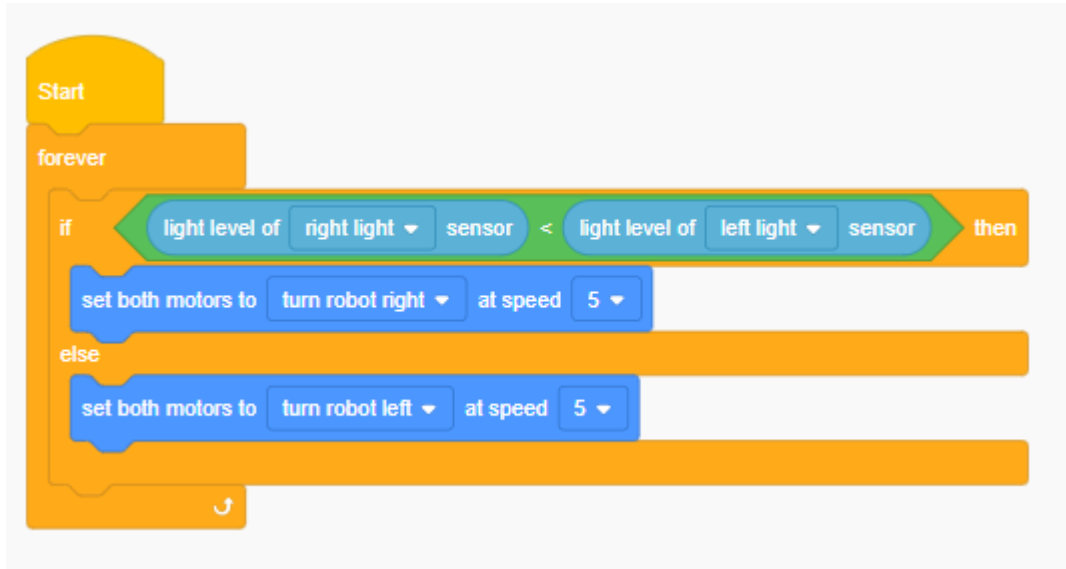 Start
forever
if light level of right light sensor < light level of left light sensor then
set both motors to turn robot right at speed 5
else
set both motors to turn robot left at speed 5